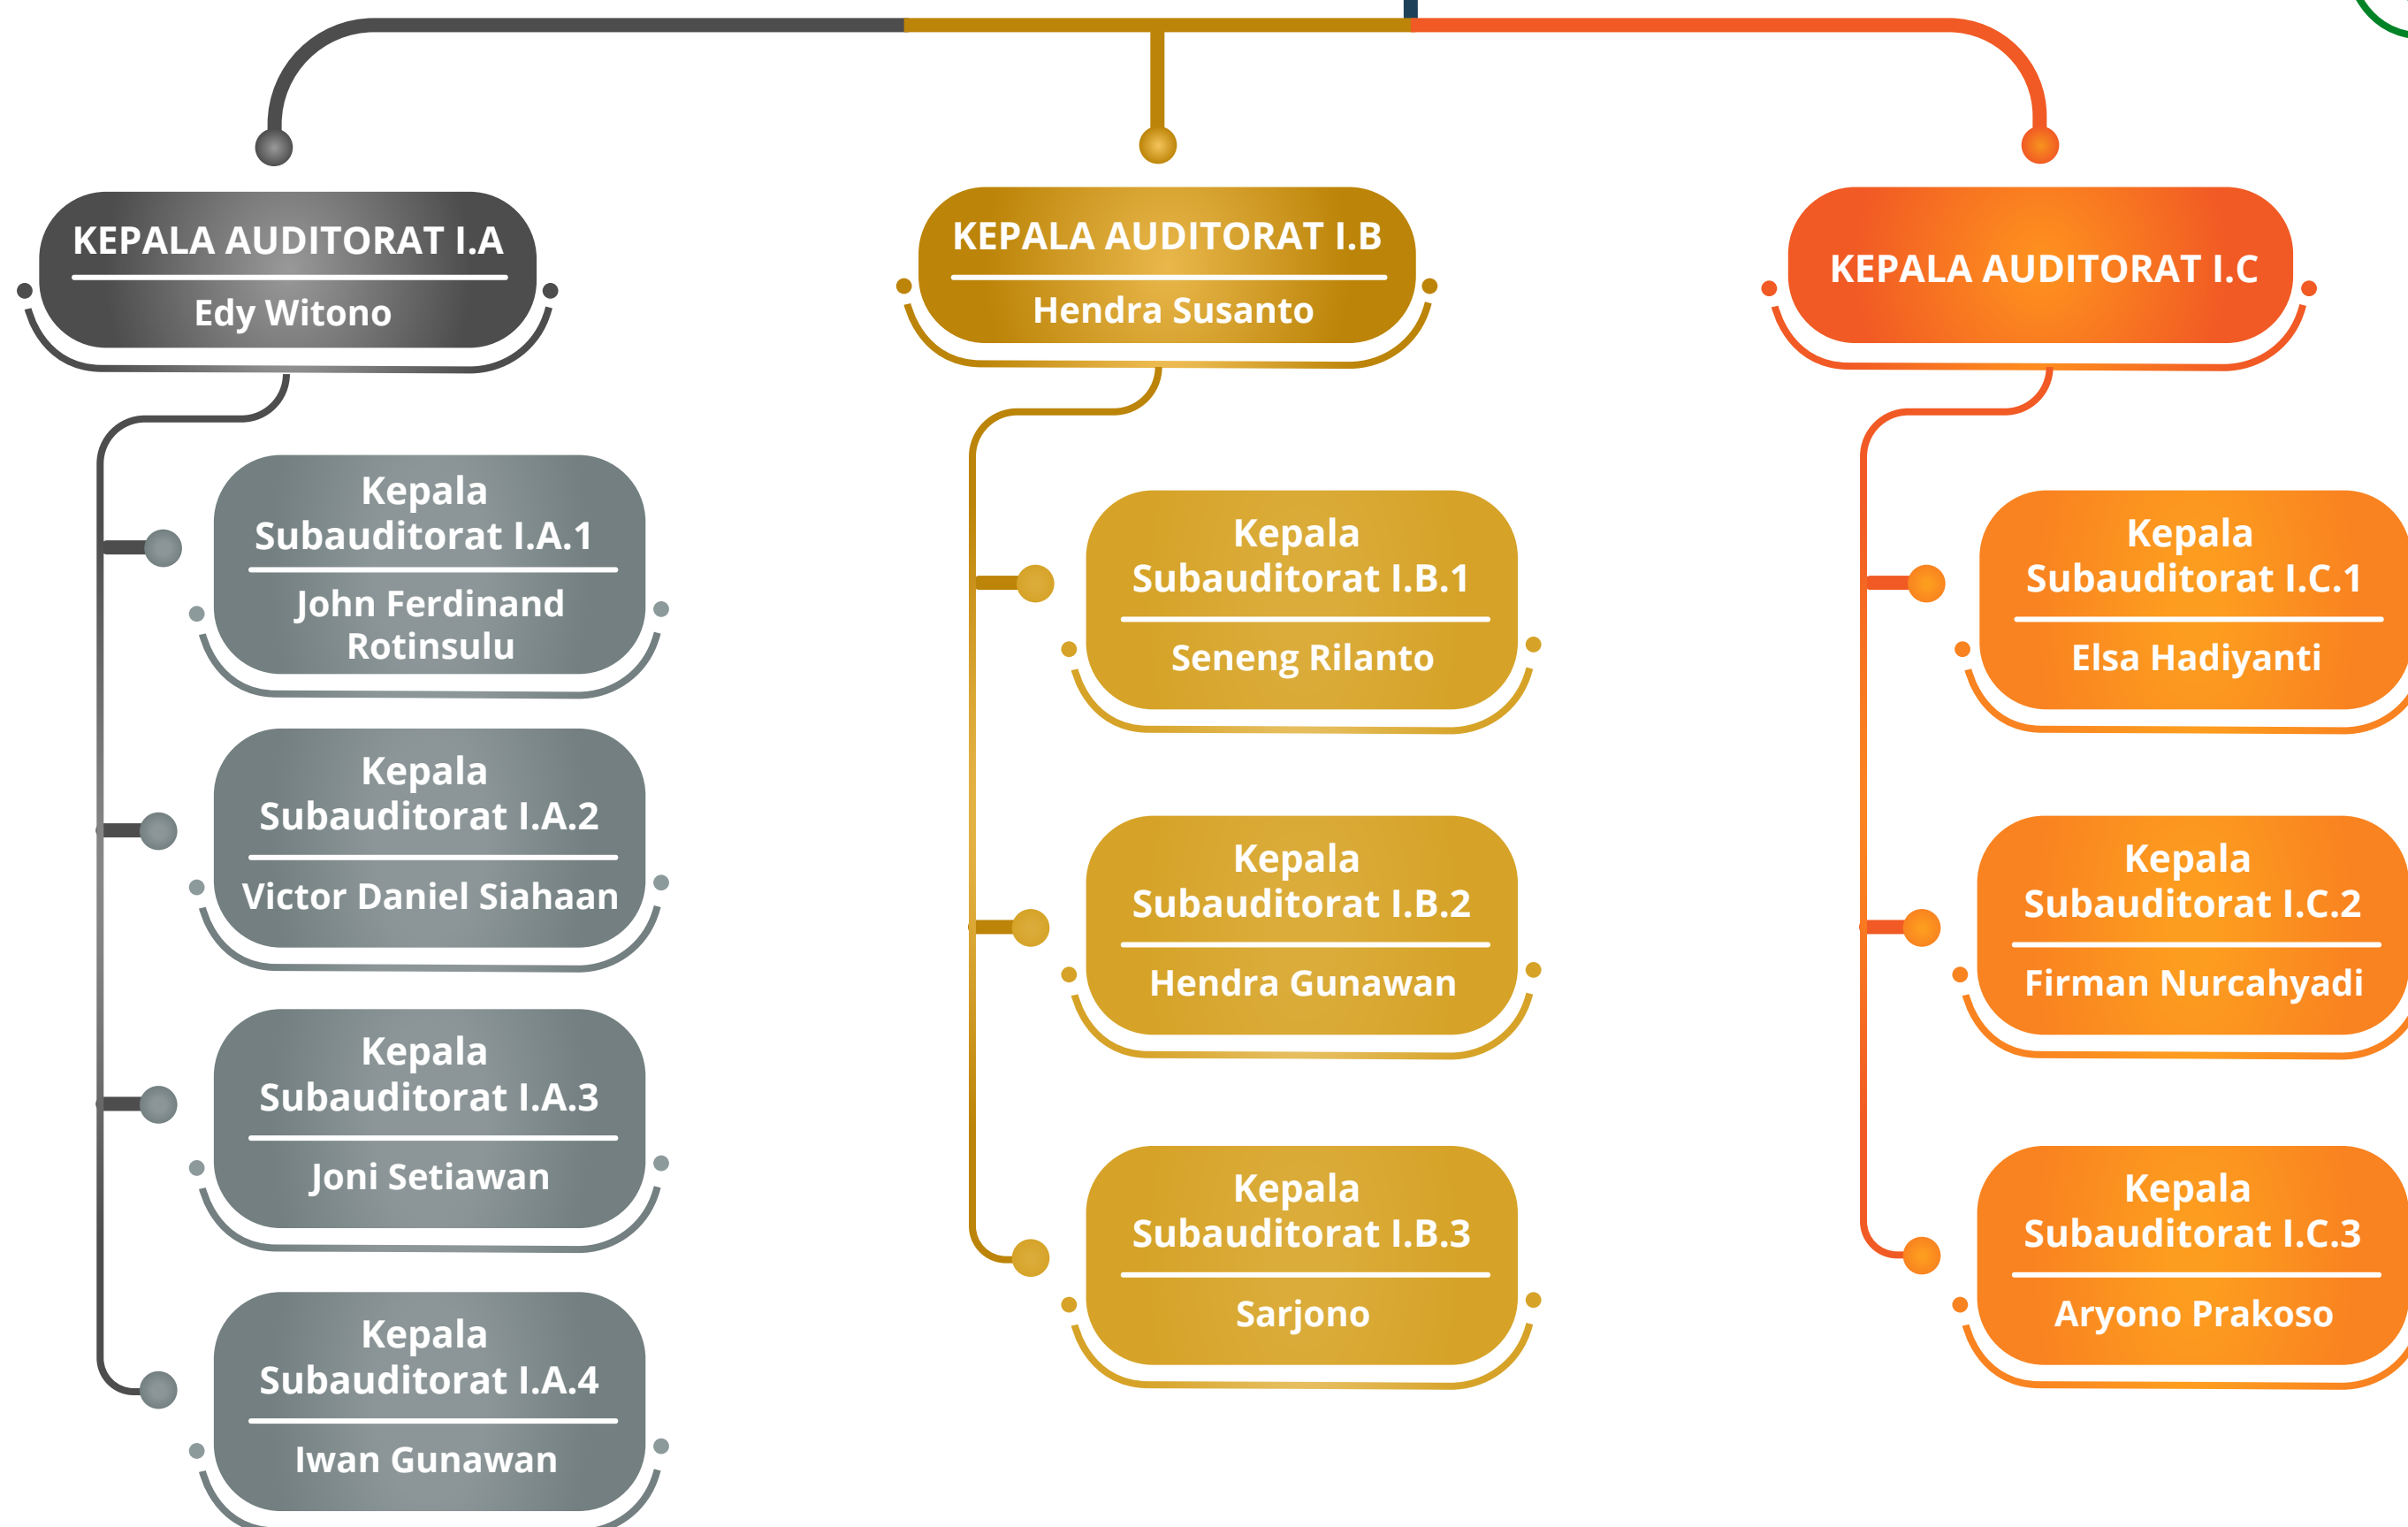 KEPALA AUDITORAT I.A
Edy Witono
Kepala
Subauditorat I.A.1
John Ferdinand
Rotinsulu
Kepala
Subauditorat I.A.2
Victor Daniel Siahaan
Kepala
Subauditorat I.A.3
Joni Setiawan
Kepala
Subauditorat I.A.4
Iwan Gunawan
KEPALA AUDITORAT I.B
Hendra Susanto
Kepala
Subauditorat I.B.1
Seneng Rilanto
Kepala
Subauditorat I.B.2
Hendra Gunawan
Kepala
Subauditorat I.B.3
Sarjono
KEPALA AUDITORAT I.C
Kepala
Subauditorat I.C.1
Elsa Hadiyanti
Kepala
Subauditorat I.C.2
Firman Nurcahyadi
Kepala
Subauditorat I.C.3
Aryono Prakoso